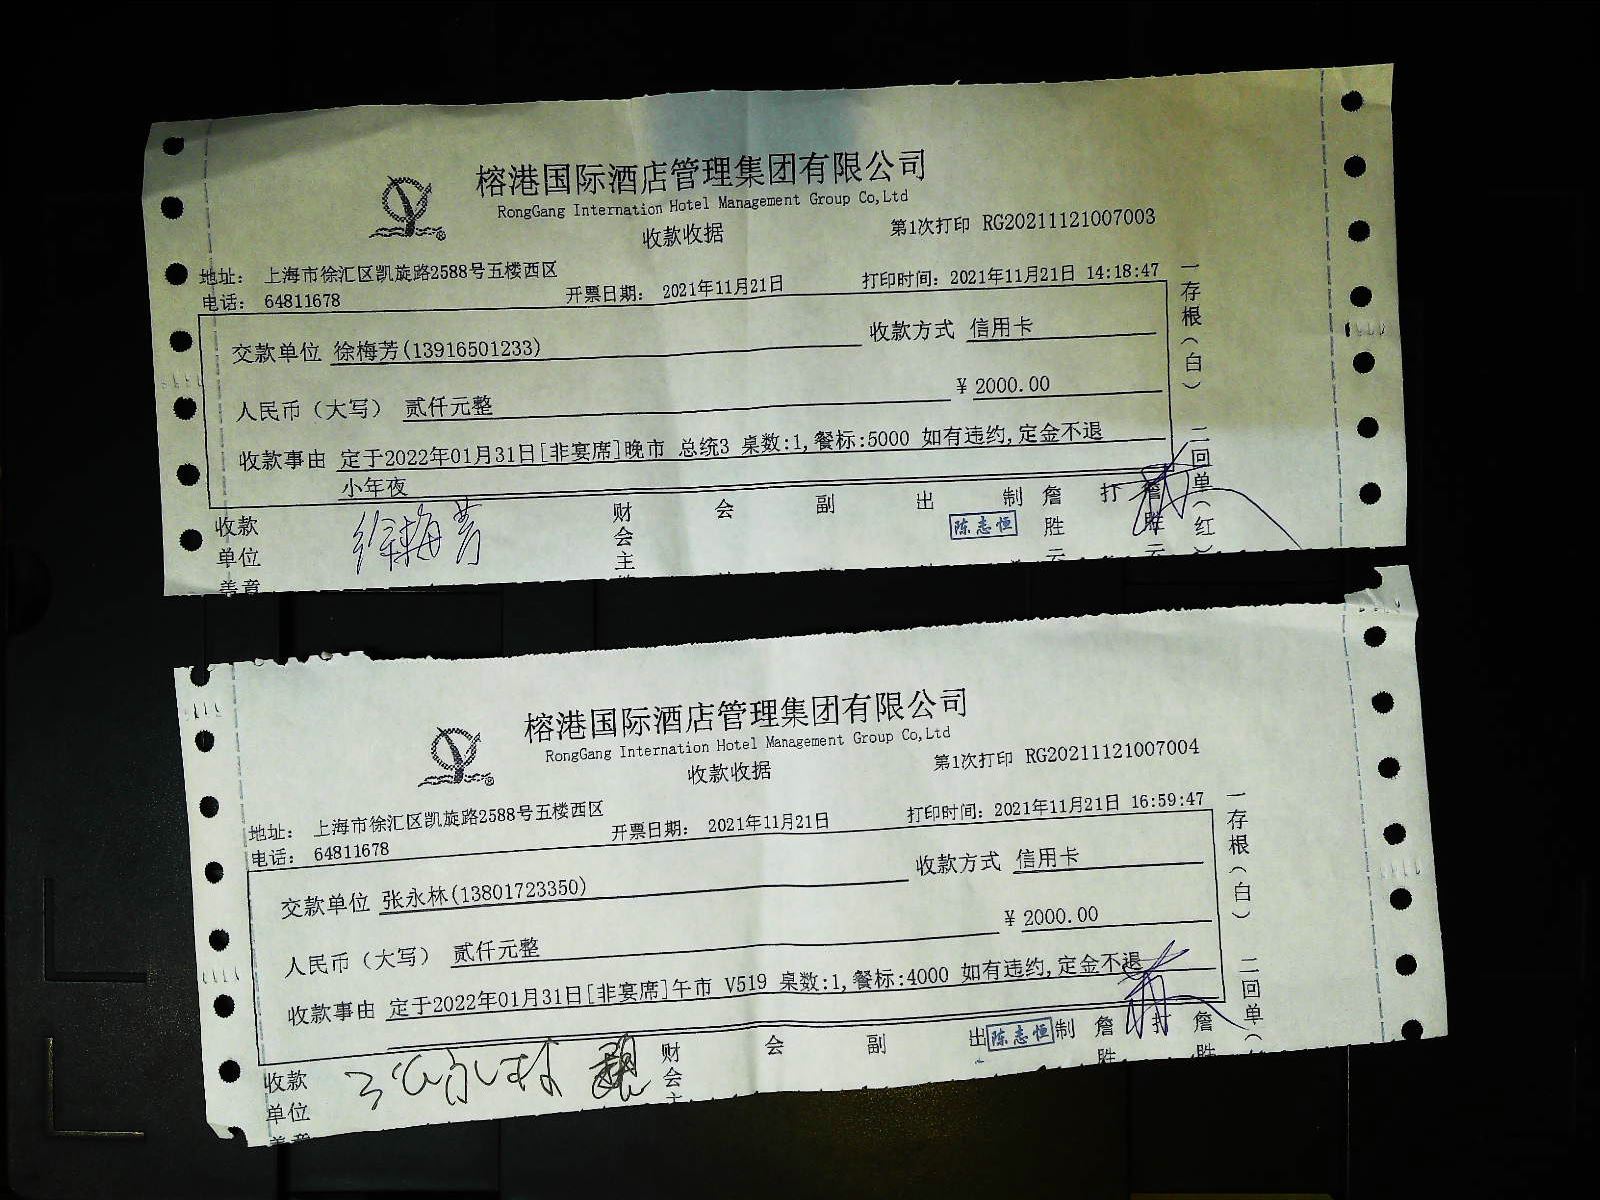 榕港国际酒店管理集团有限公司
RongGang Internation Hotel Management Group Co,Ltd
收款收据
第1次打印 RG20211121007003
地址： 上海市徐汇区凯旋路2588号五楼西区
电话： 64811678
开票日期： 2021年11月21日
打印时间：2021年11月21日 14:18:47
交款单位 徐梅芳(13916501233)
收款方式 信用卡
人民币（大写） 贰仟元整
¥ 2000.00
收款事由 定于2022年01月31日[非宴席]晚市 总统3 桌数:1,餐标:5000 如有违约,定金不退
小年夜
一存根（白） 二回单（红）
收款单位盖章
徐梅芳
财会主
会
副
出
陈志恒
制
詹胜云
打
詹胜云
榕港国际酒店管理集团有限公司
RongGang Internation Hotel Management Group Co,Ltd
收款收据
第1次打印 RG20211121007004
地址： 上海市徐汇区凯旋路2588号五楼西区
电话： 64811678
开票日期： 2021年11月21日
打印时间：2021年11月21日 16:59:47
交款单位 张永林(13801723350)
收款方式 信用卡
人民币（大写） 贰仟元整
¥ 2000.00
收款事由 定于2022年01月31日[非宴席]午市 V519 桌数:1,餐标:4000 如有违约,定金不退
一存根（白） 二回单（
收款单位盖章
财会主
会
副
出
陈志恒
制
詹胜
打
詹胜